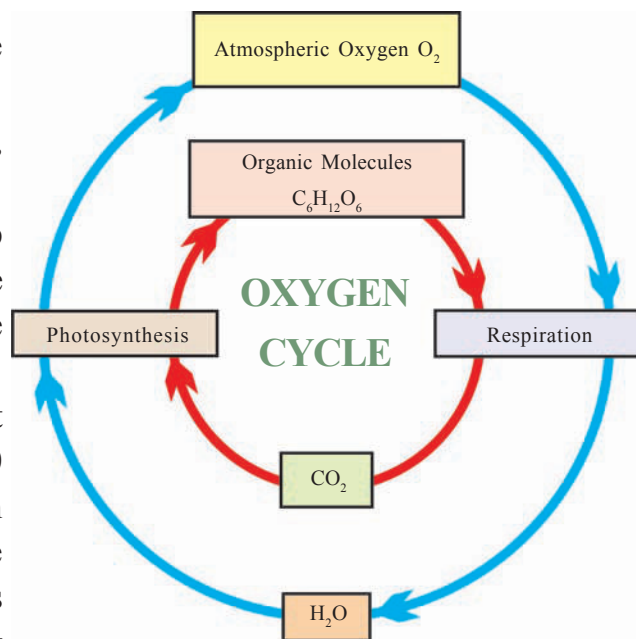 Atmospheric Oxygen O₂
Organic Molecules
C₆H₁₂O₆
OXYGEN
CYCLE
Photosynthesis
Respiration
CO₂
H₂O